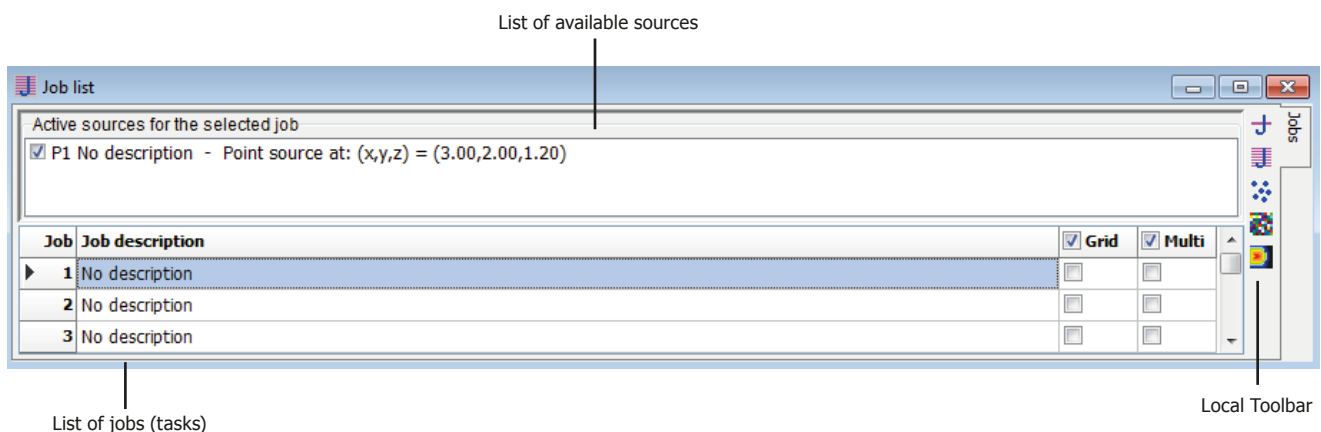 List of available sources
Job list
Active sources for the selected job
P1 No description - Point source at: (x,y,z) = (3.00,2.00,1.20)
Jobs
Job Job description Grid Multi
1 No description
2 No description
3 No description
Local Toolbar
List of jobs (tasks)